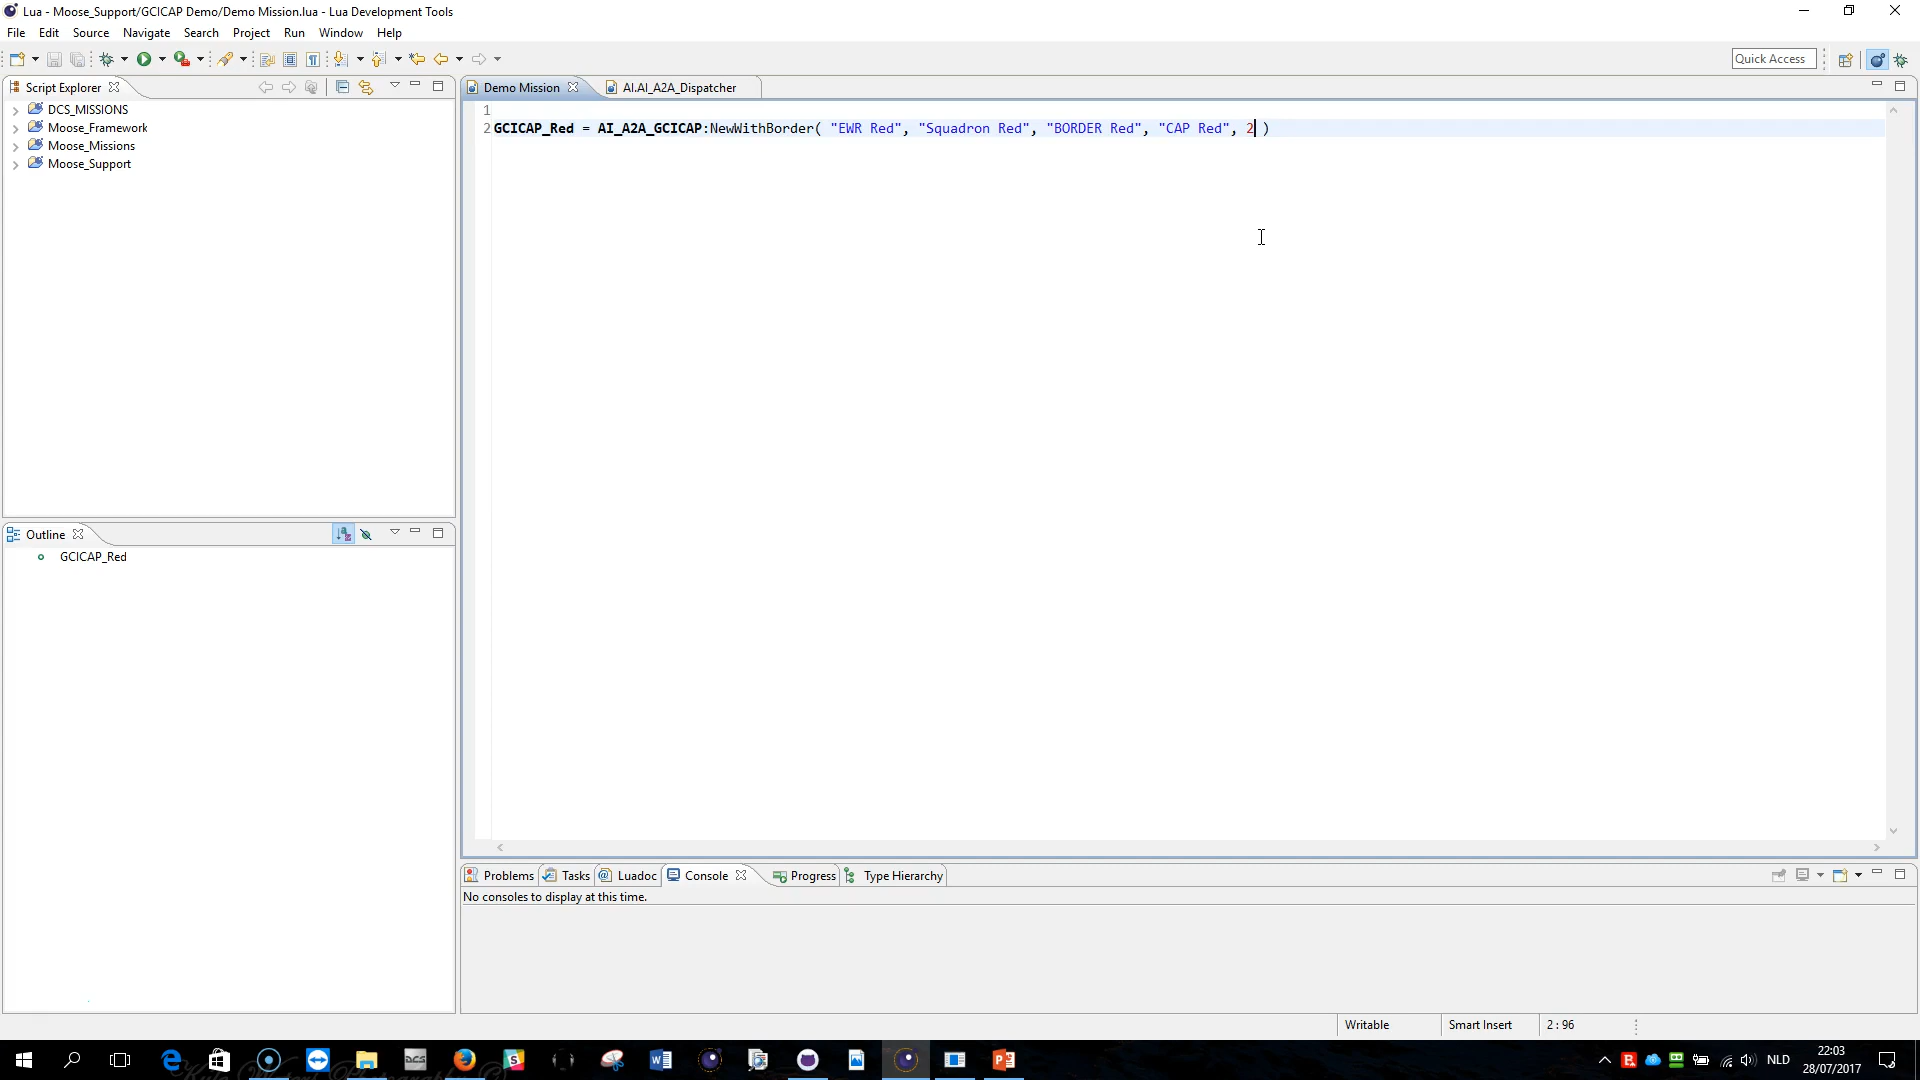 Lua - Moose_Support/GCICAP Demo/Demo Mission.lua - Lua Development Tools
File Edit Source Navigate Search Project Run Window Help
Quick Access
Script Explorer
DCS_MISSIONS
Moose_Framework
Moose_Missions
Moose_Support
Outline
GCICAP_Red
Demo Mission AI.AI_A2A_Dispatcher
1
2 GCICAP_Red = AI_A2A_GCICAP:NewWithBorder( "EWR Red", "Squadron Red", "BORDER Red", "CAP Red", 2 )
Problems Tasks Luadoc Console Progress Type Hierarchy
No consoles to display at this time.
Writable Smart Insert 2 : 96
NLD
22:03
28/07/2017